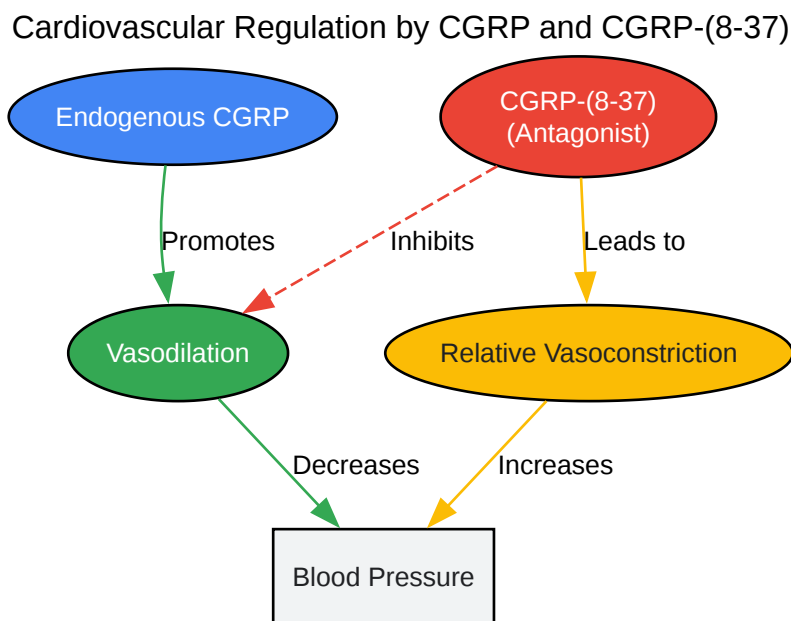 Cardiovascular Regulation by CGRP and CGRP-(8-37)
Endogenous CGRP
CGRP-(8-37)
(Antagonist)
Promotes
Inhibits
Leads to
Vasodilation
Relative Vasoconstriction
Decreases
Increases
Blood Pressure